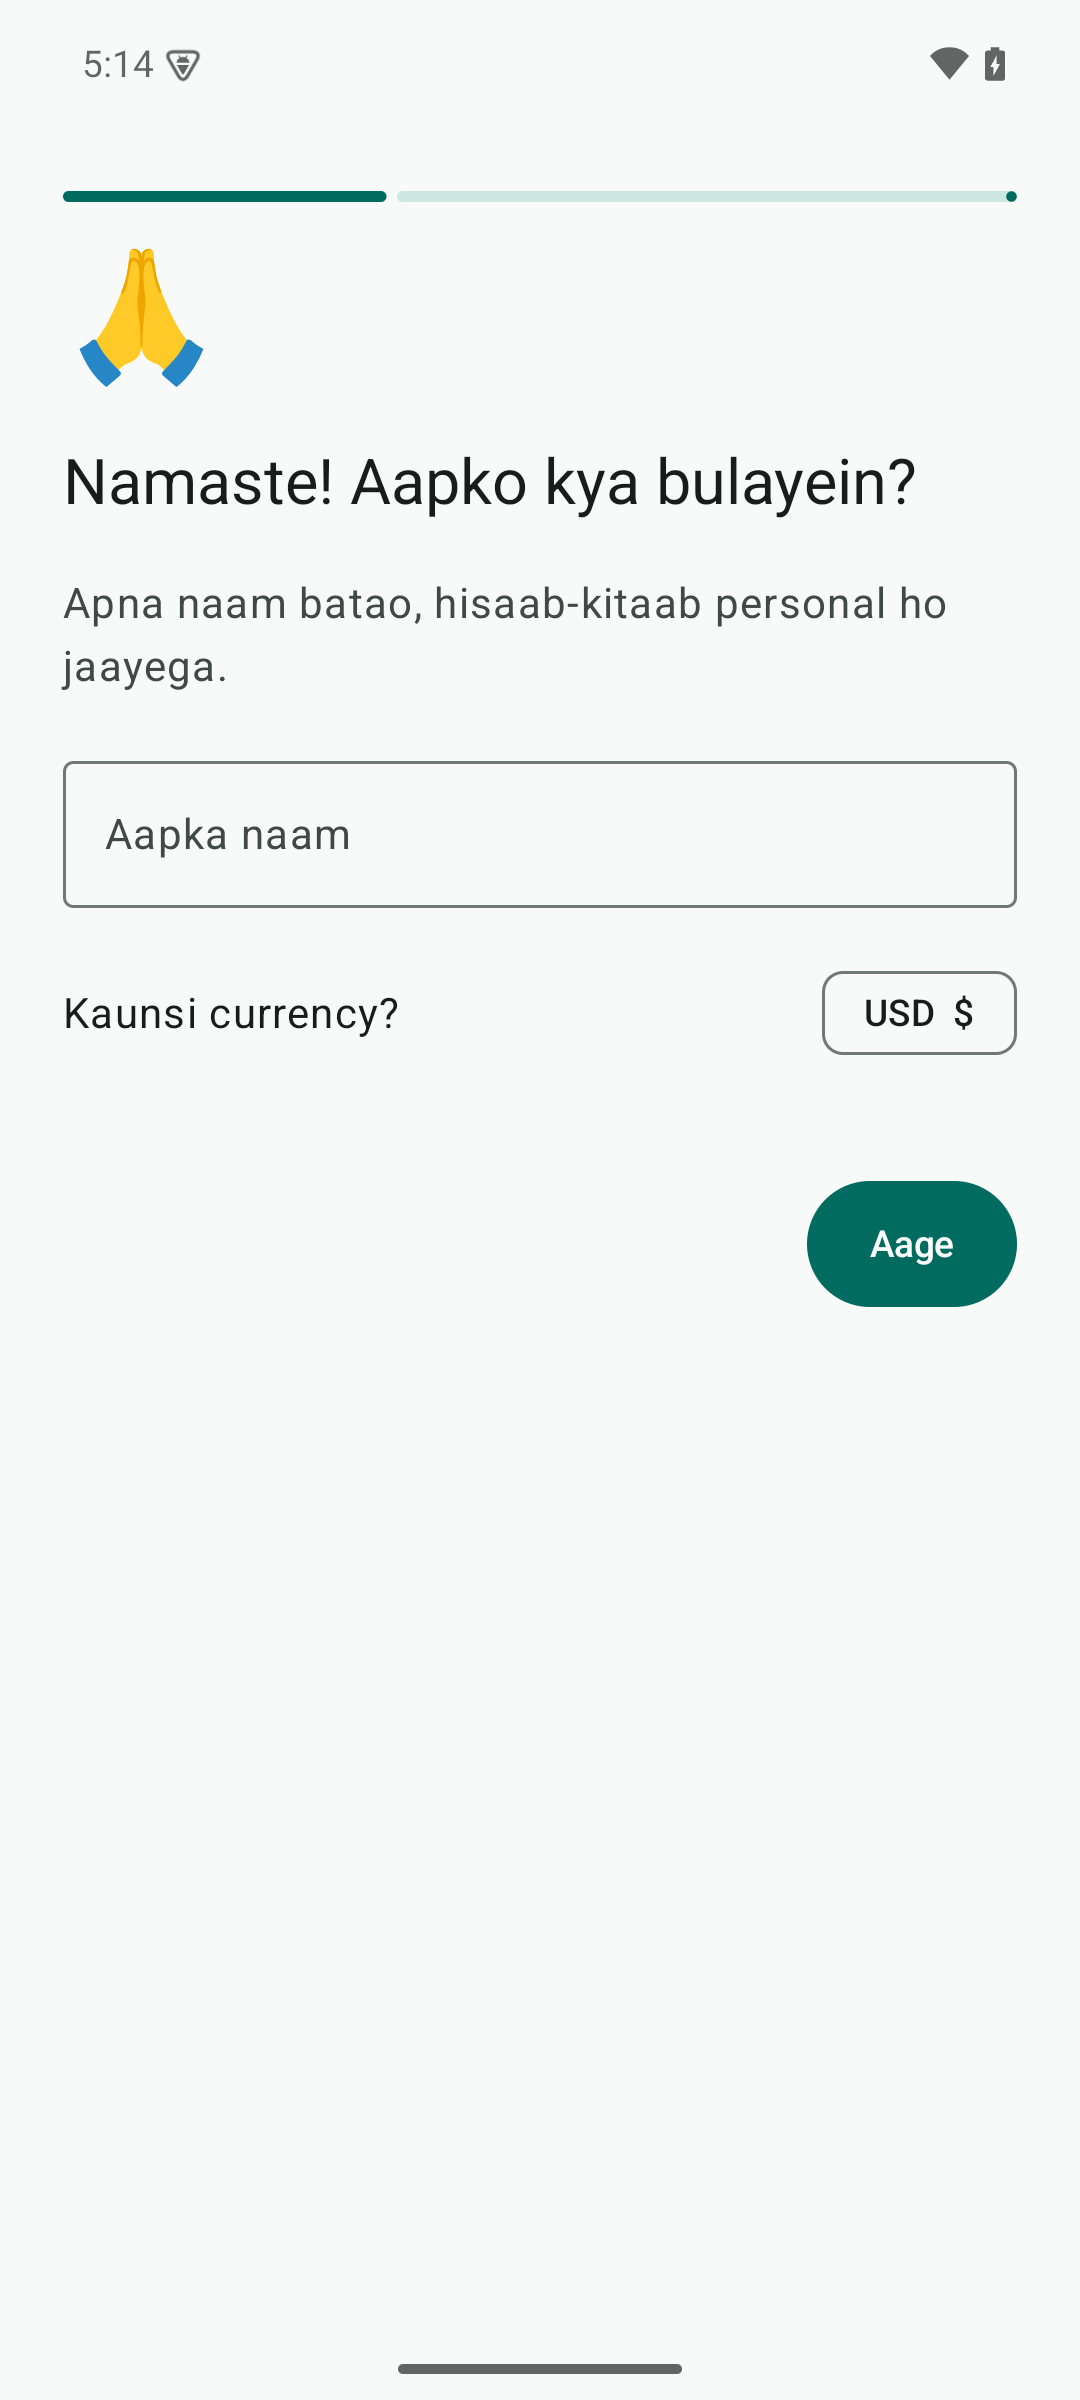 5:14
Namaste! Aapko kya bulayein?
Apna naam batao, hisaab-kitaab personal ho
jaayega.
Aapka naam
Kaunsi currency?
USD $
Aage